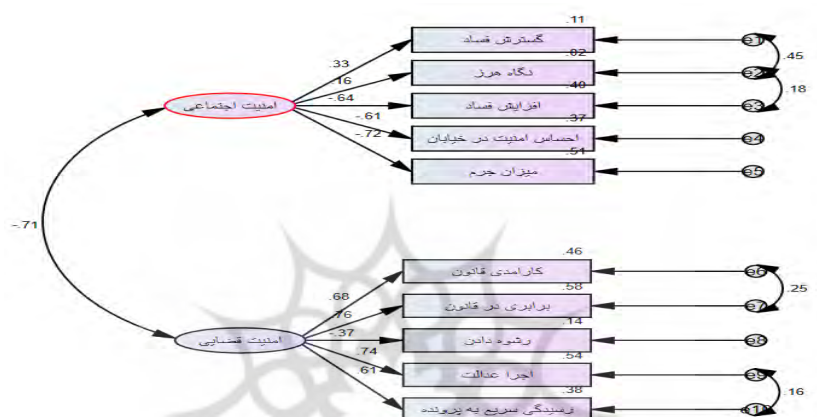 .11
گسترش فساد
e1
.33
.02
.45
نگاه هرز
e2
.16
.40
امنیت اجتماعی
-.64
افزایش فساد
e3
.18
.37
-.61
احساس امنیت در خیابان
e4
-.72
.51
میزان جرم
e5
-.71
.46
کارامدی قانون
e6
.68
.58
.25
برابری در قانون
e7
.76
.14
امنیت قضایی
-.37
رشوه دادن
e8
.74
.54
اجرا عدالت
e9
.61
.38
.16
رسیدگی سریع به پرونده
e10